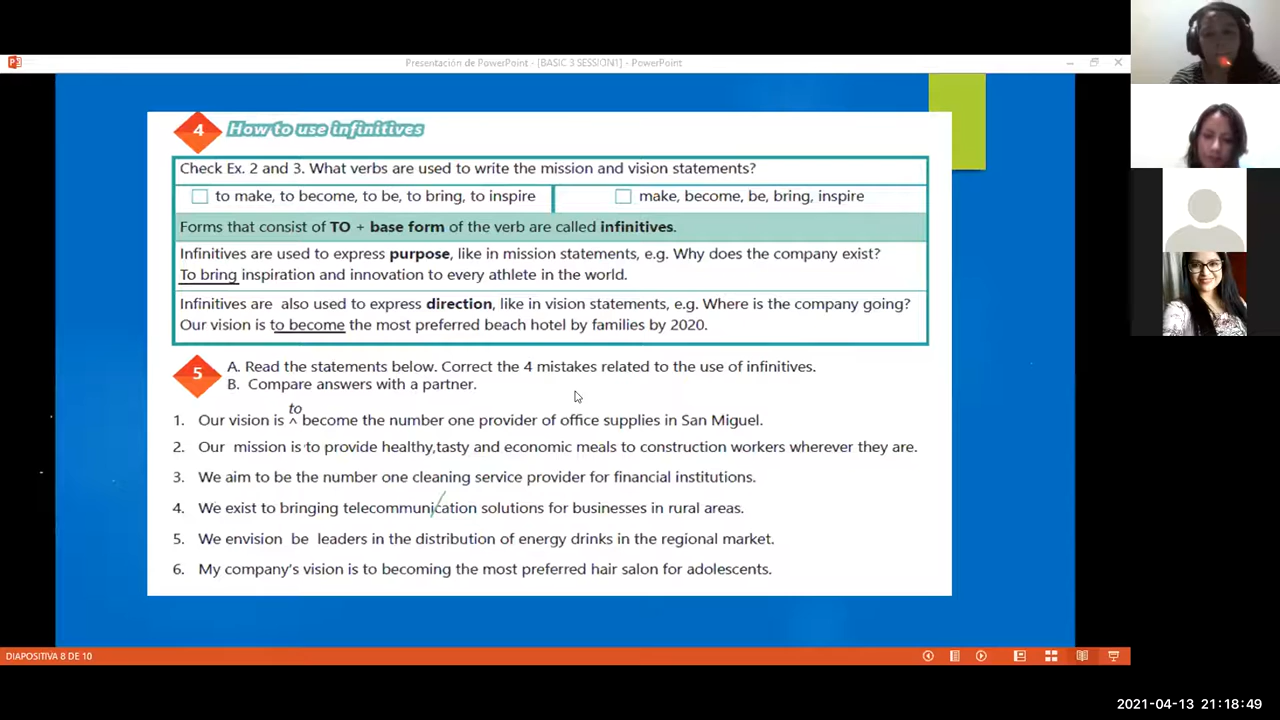 Presentación de PowerPoint - [BASIC 3 SESSION1] - PowerPoint
4 How to use infinitives
Check Ex. 2 and 3. What verbs are used to write the mission and vision statements?
to make, to become, to be, to bring, to inspire
make, become, be, bring, inspire
Forms that consist of TO + base form of the verb are called infinitives.
Infinitives are used to express purpose, like in mission statements, e.g. Why does the company exist?
To bring inspiration and innovation to every athlete in the world.
Infinitives are also used to express direction, like in vision statements, e.g. Where is the company going?
Our vision is to become the most preferred beach hotel by families by 2020.
5 A. Read the statements below. Correct the 4 mistakes related to the use of infinitives.
B. Compare answers with a partner.
to
1. Our vision is ^ become the number one provider of office supplies in San Miguel.
2. Our mission is to provide healthy,tasty and economic meals to construction workers wherever they are.
3. We aim to be the number one cleaning service provider for financial institutions.
4. We exist to bringing telecommunication solutions for businesses in rural areas.
5. We envision be leaders in the distribution of energy drinks in the regional market.
6. My company's vision is to becoming the most preferred hair salon for adolescents.
DIAPOSITIVA 8 DE 10
2021-04-13 21:18:49